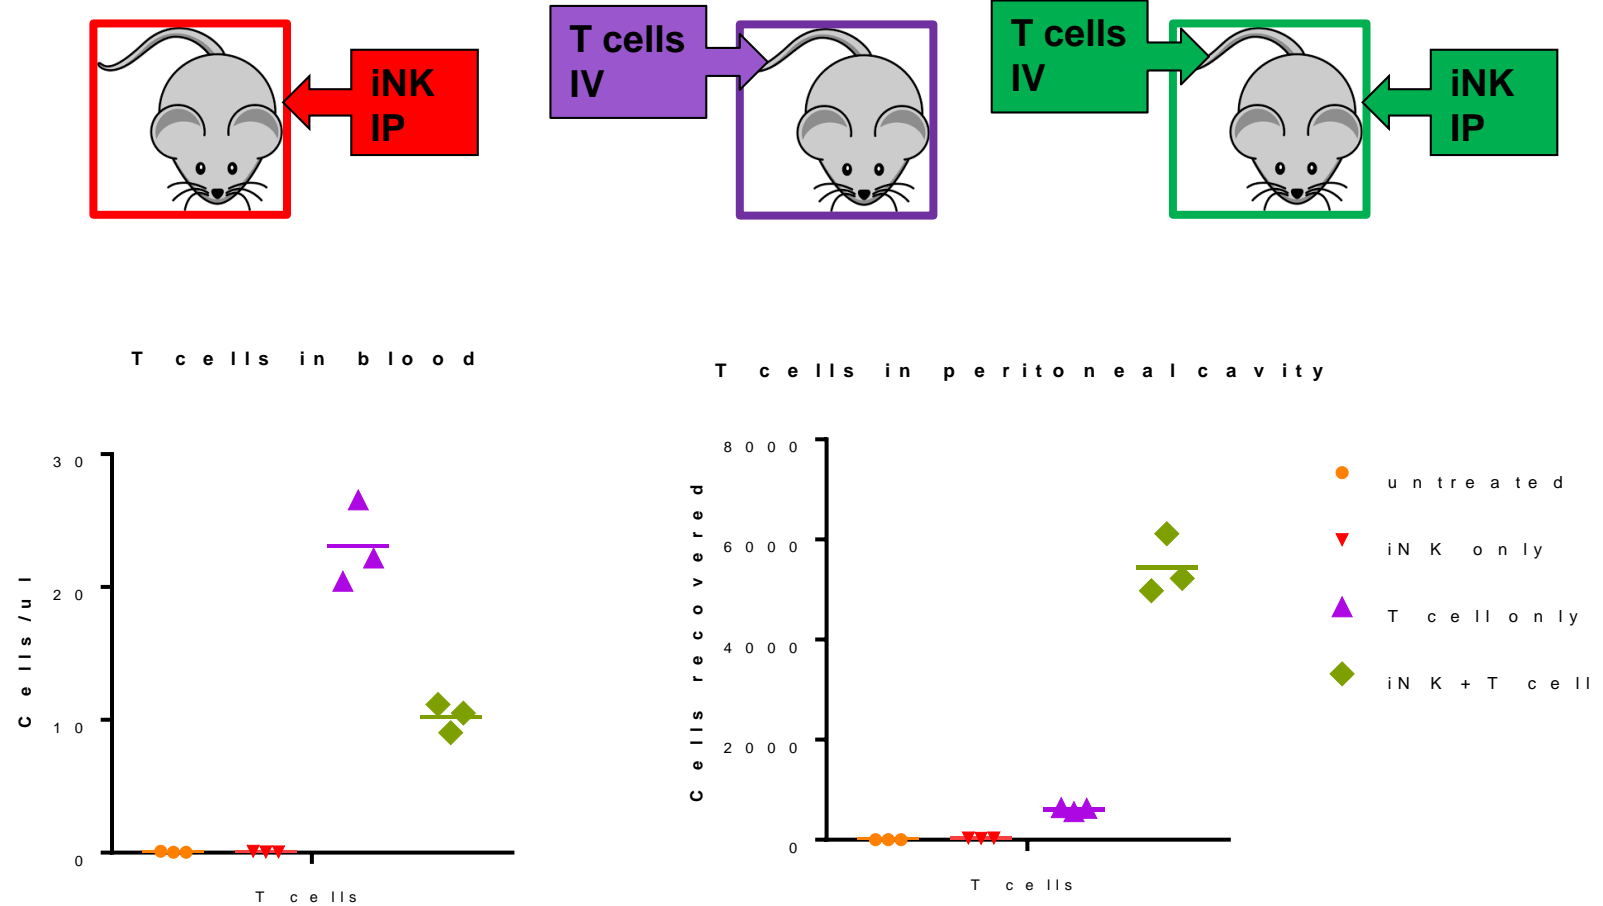 iNK
IP
T cells
IV
T cells
IV
iNK
IP
T cells in blood
Cells/ul
30
20
10
0
T cells
T cells in peritoneal cavity
Cells recovered
8000
6000
4000
2000
0
T cells
untreated
iNK only
T cell only
iNK+T cell